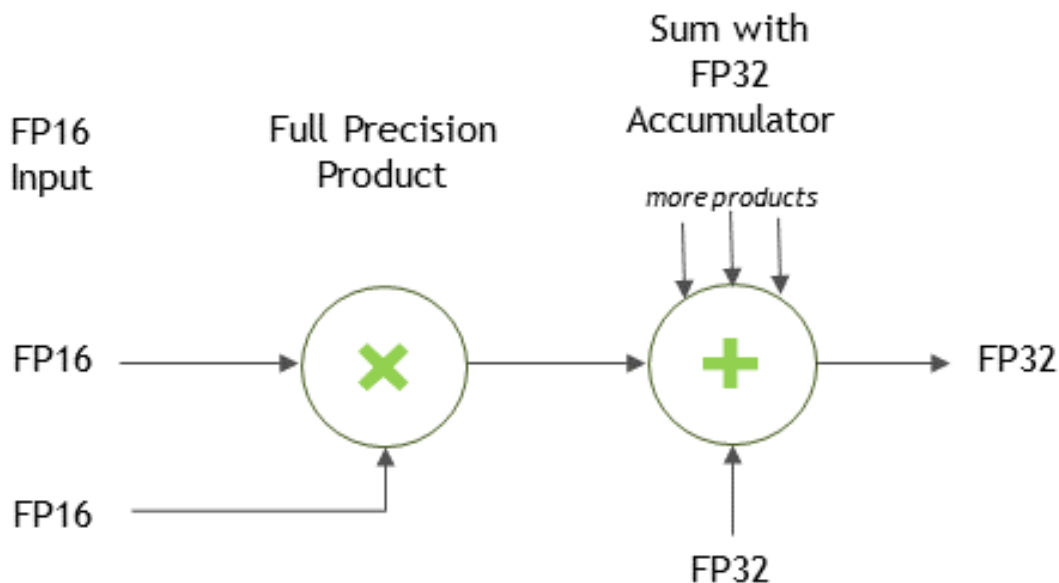 FP16
Input
Full Precision
Product
Sum with
FP32
Accumulator
more products
FP16
FP32
FP16
FP32